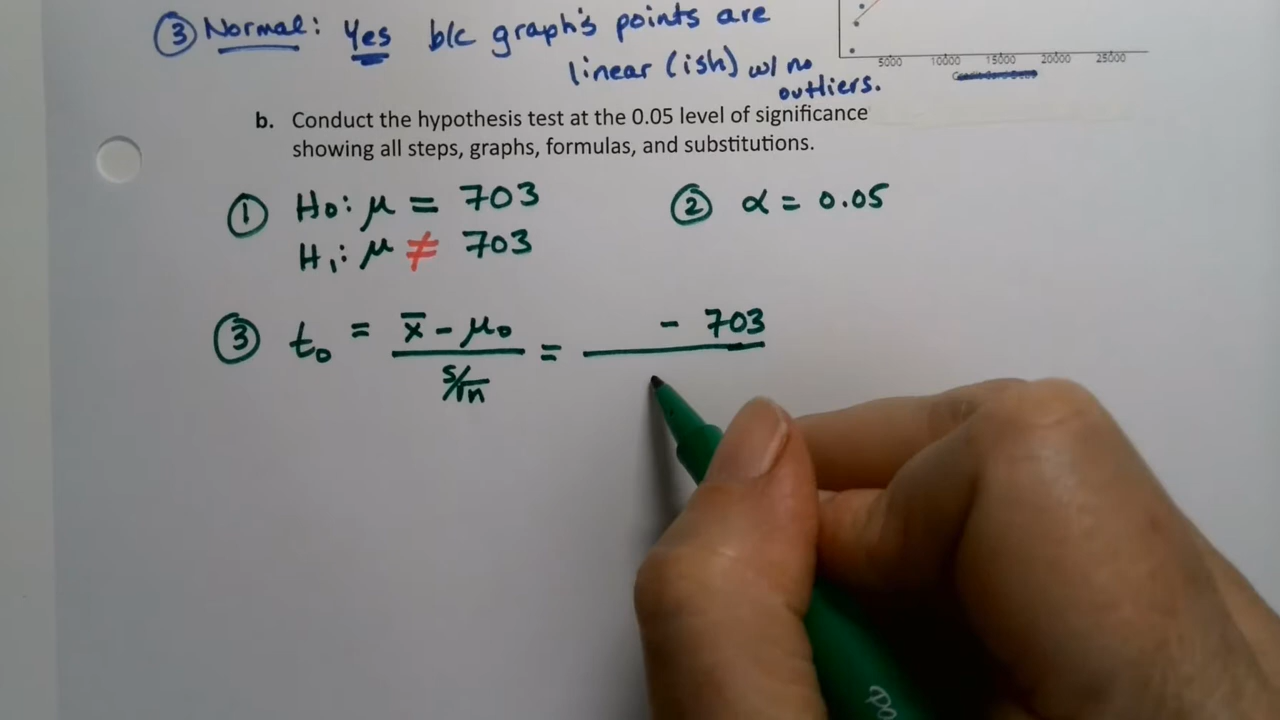 ③ Normal: Yes b/c graph's points are
linear (ish) w/ no
outliers.
5000 10000 15000 20000 25000
b. Conduct the hypothesis test at the 0.05 level of significance
showing all steps, graphs, formulas, and substitutions.
① H₀: μ = 703
H₁: μ ≠ 703
② α = 0.05
③ t₀ = x̄ - μ₀ / s/√n = - 703